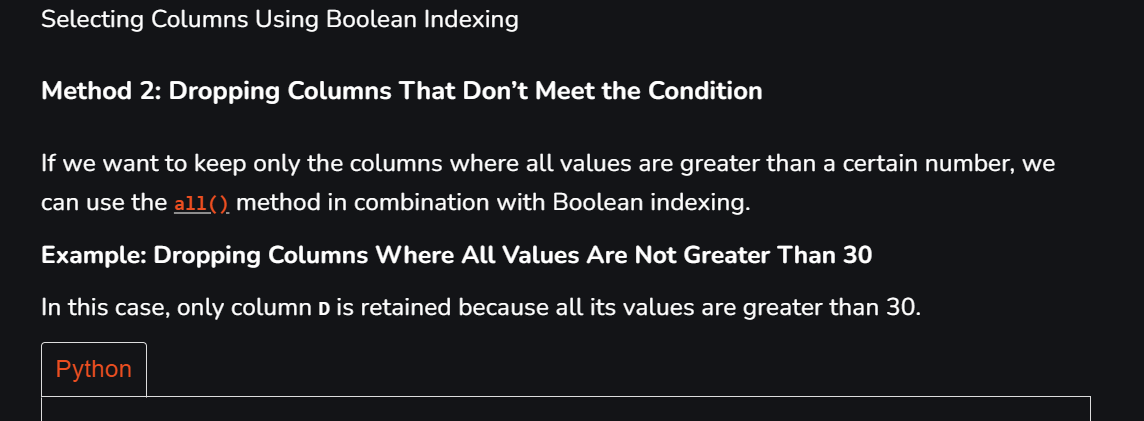 Selecting Columns Using Boolean Indexing
Method 2: Dropping Columns That Don’t Meet the Condition
If we want to keep only the columns where all values are greater than a certain number, we
can use the all() method in combination with Boolean indexing.
Example: Dropping Columns Where All Values Are Not Greater Than 30
In this case, only column D is retained because all its values are greater than 30.
Python